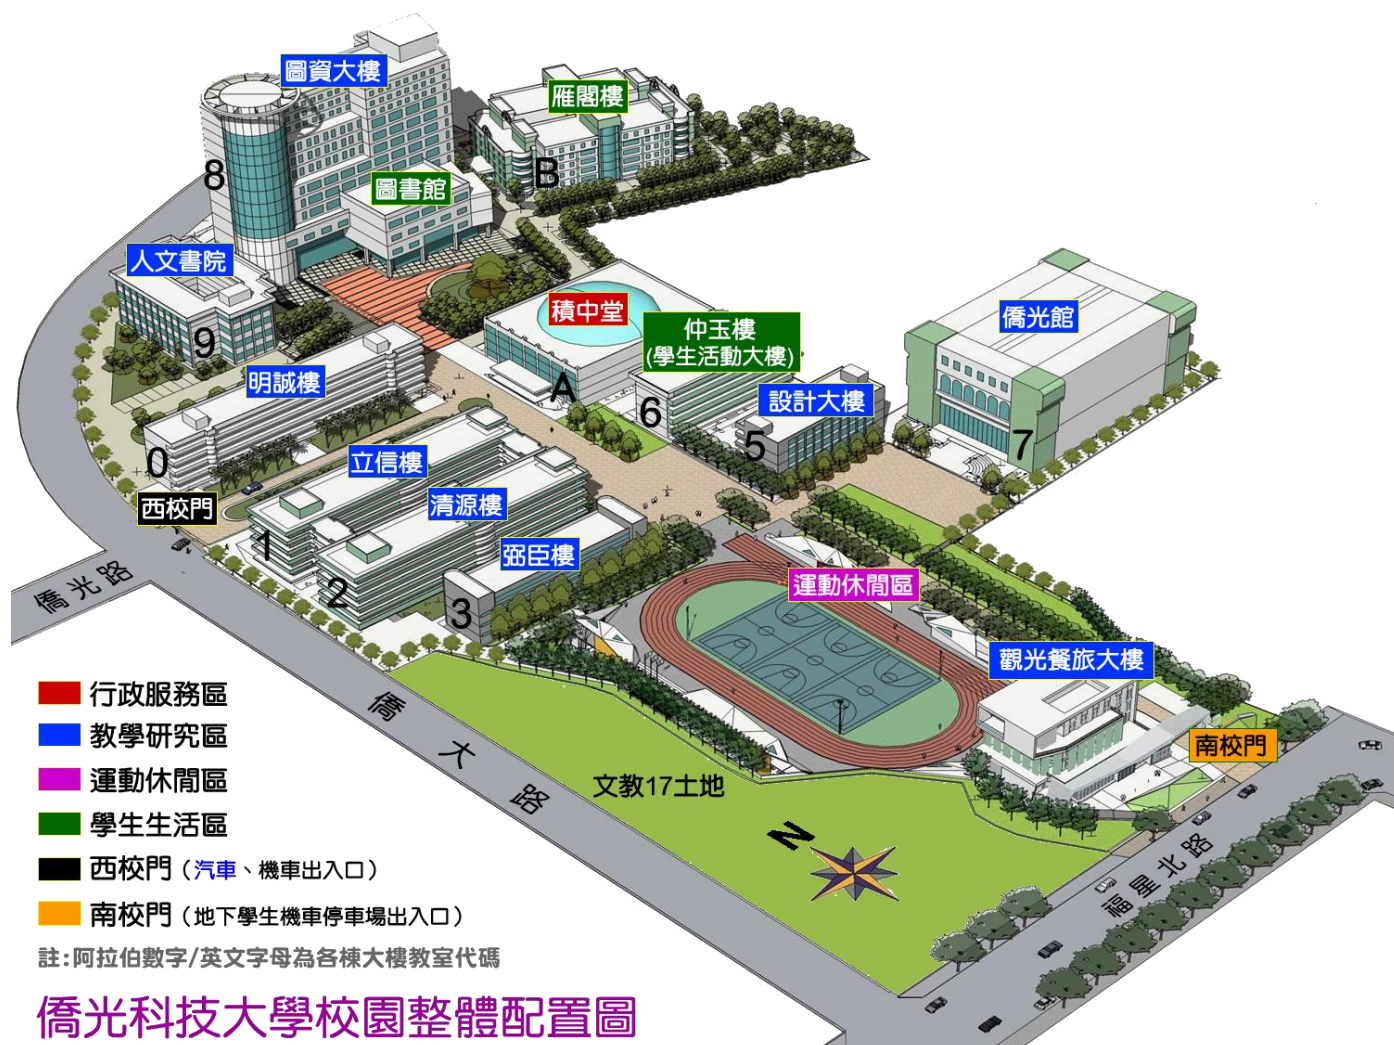 圖資大樓
雁閣樓
8
B
圖書館
人文書院
積中堂
仲玉樓
(學生活動大樓)
僑光館
9
明誠樓
A
6
設計大樓
5
7
0
立信樓
西校門
清源樓
1
弼臣樓
2
3
運動休閒區
僑光路
觀光餐旅大樓
南校門
僑大路
文教17土地
N
福星北路
行政服務區
教學研究區
運動休閒區
學生生活區
西校門（汽車、機車出入口）
南校門（地下學生機車停車場出入口）
註:阿拉伯數字/英文字母為各棟大樓教室代碼
僑光科技大學校園整體配置圖